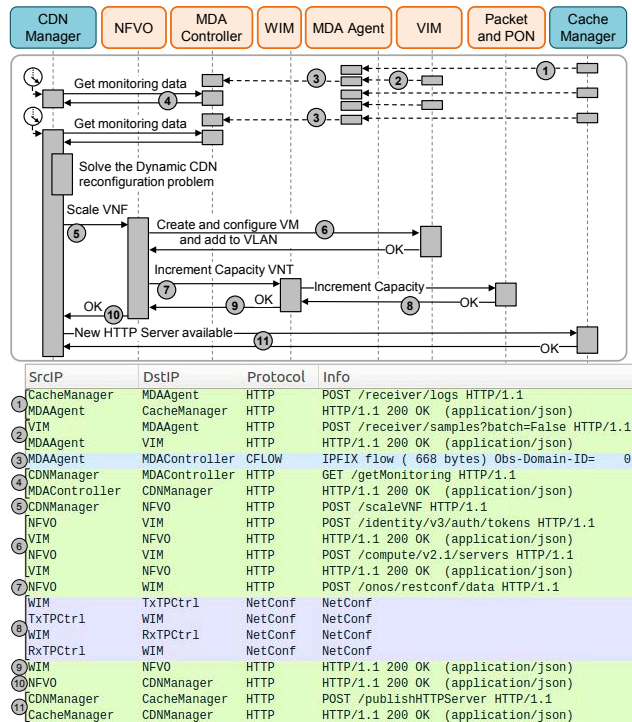 CDN Manager
NFVO
MDA Controller
WIM
MDA Agent
VIM
Packet and PON
Cache Manager
1
3
2
Get monitoring data
4
Get monitoring data
3
Solve the Dynamic CDN
reconfiguration problem
Scale VNF
5
Create and configure VM
6
and add to VLAN
OK
Increment Capacity VNT
7
Increment Capacity
OK
9
OK
8
OK
10
New HTTP Server available
11
OK
SrcIP DstIP Protocol Info
1
CacheManager MDAAgent HTTP POST /receiver/logs HTTP/1.1
MDAAgent CacheManager HTTP HTTP/1.1 200 OK (application/json)
2
VIM MDAAgent HTTP POST /receiver/samples?batch=False HTTP/1.1
MDAAgent VIM HTTP HTTP/1.1 200 OK (application/json)
3
MDAAgent MDAController CFLOW IPFIX flow ( 668 bytes) Obs-Domain-ID= 0
4
CDNManager MDAController HTTP GET /getMonitoring HTTP/1.1
MDAController CDNManager HTTP HTTP/1.1 200 OK (application/json)
5
CDNManager NFVO HTTP POST /scaleVNF HTTP/1.1
6
NFVO VIM HTTP POST /identity/v3/auth/tokens HTTP/1.1
VIM NFVO HTTP HTTP/1.1 200 OK (application/json)
NFVO VIM HTTP POST /compute/v2.1/servers HTTP/1.1
VIM NFVO HTTP HTTP/1.1 200 OK (application/json)
7
NFVO WIM HTTP POST /onos/restconf/data HTTP/1.1
8
WIM TxTPCtrl NetConf NetConf
TxTPCtrl WIM NetConf NetConf
WIM RxTPCtrl NetConf NetConf
RxTPCtrl WIM NetConf NetConf
9
WIM NFVO HTTP HTTP/1.1 200 OK (application/json)
10
NFVO CDNManager HTTP HTTP/1.1 200 OK (application/json)
11
CDNManager CacheManager HTTP POST /publishHTTPServer HTTP/1.1
CacheManager CDNManager HTTP HTTP/1.1 200 OK (application/json)